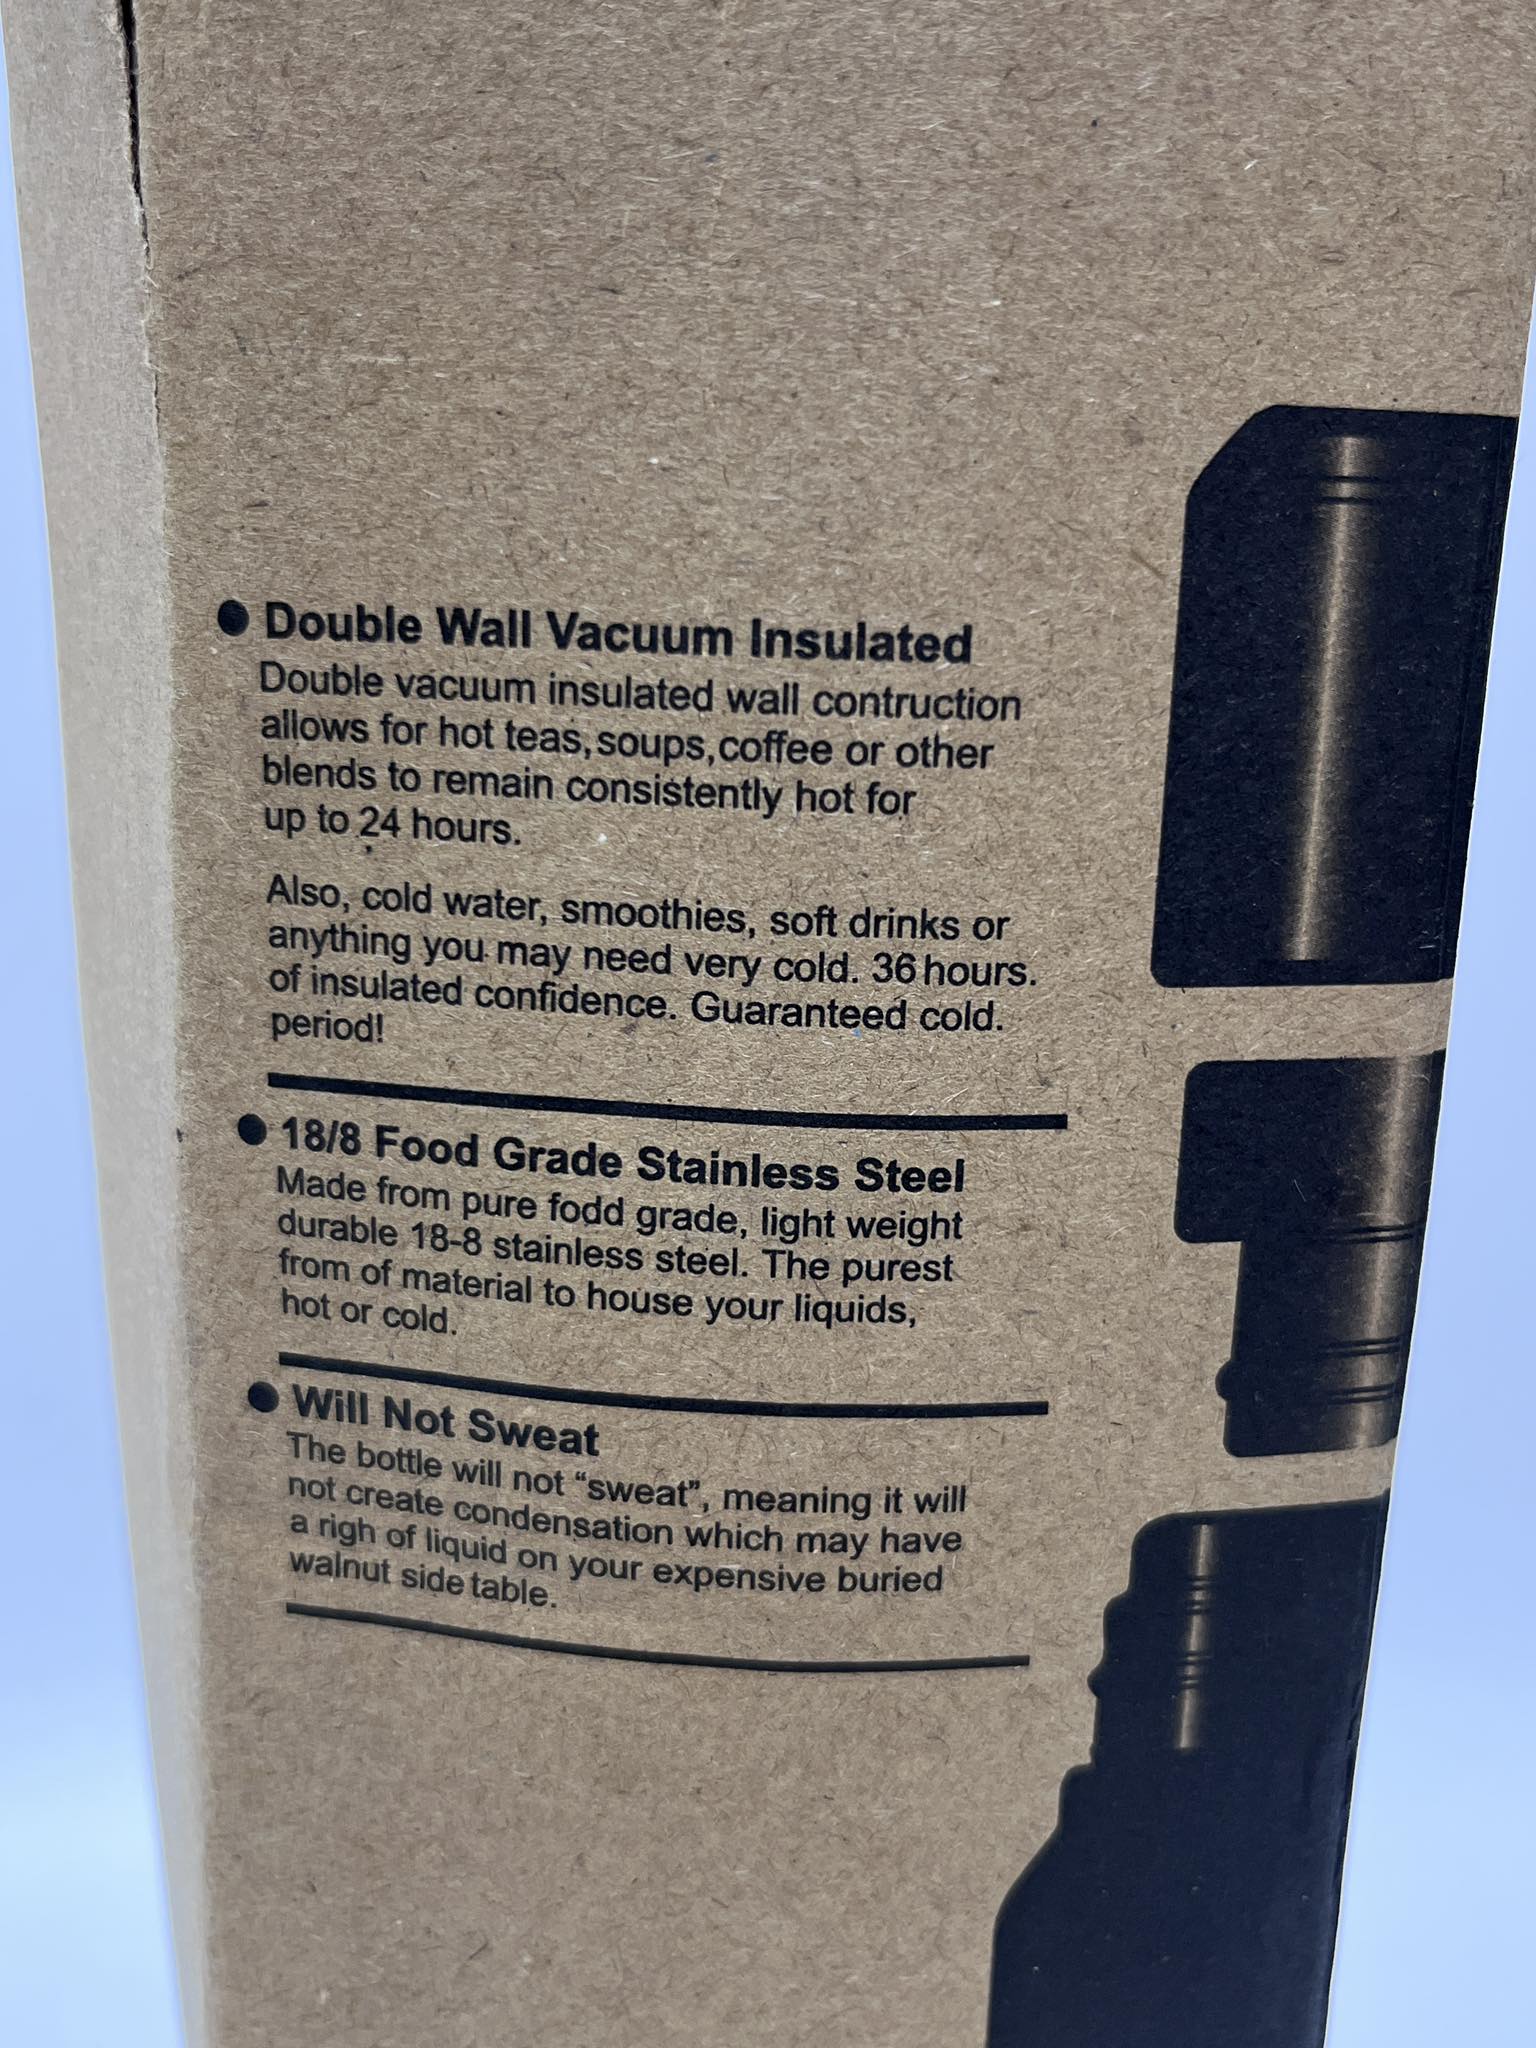 ● Double Wall Vacuum Insulated
Double vacuum insulated wall contruction
allows for hot teas,soups,coffee or other
blends to remain consistently hot for
up to 24 hours.
Also, cold water, smoothies, soft drinks or
anything you may need very cold. 36 hours.
of insulated confidence. Guaranteed cold.
period!
● 18/8 Food Grade Stainless Steel
Made from pure fodd grade, light weight
durable 18-8 stainless steel. The purest
from of material to house your liquids,
hot or cold.
● Will Not Sweat
The bottle will not “sweat”, meaning it will
not create condensation which may have
a righ of liquid on your expensive buried
walnut side table.